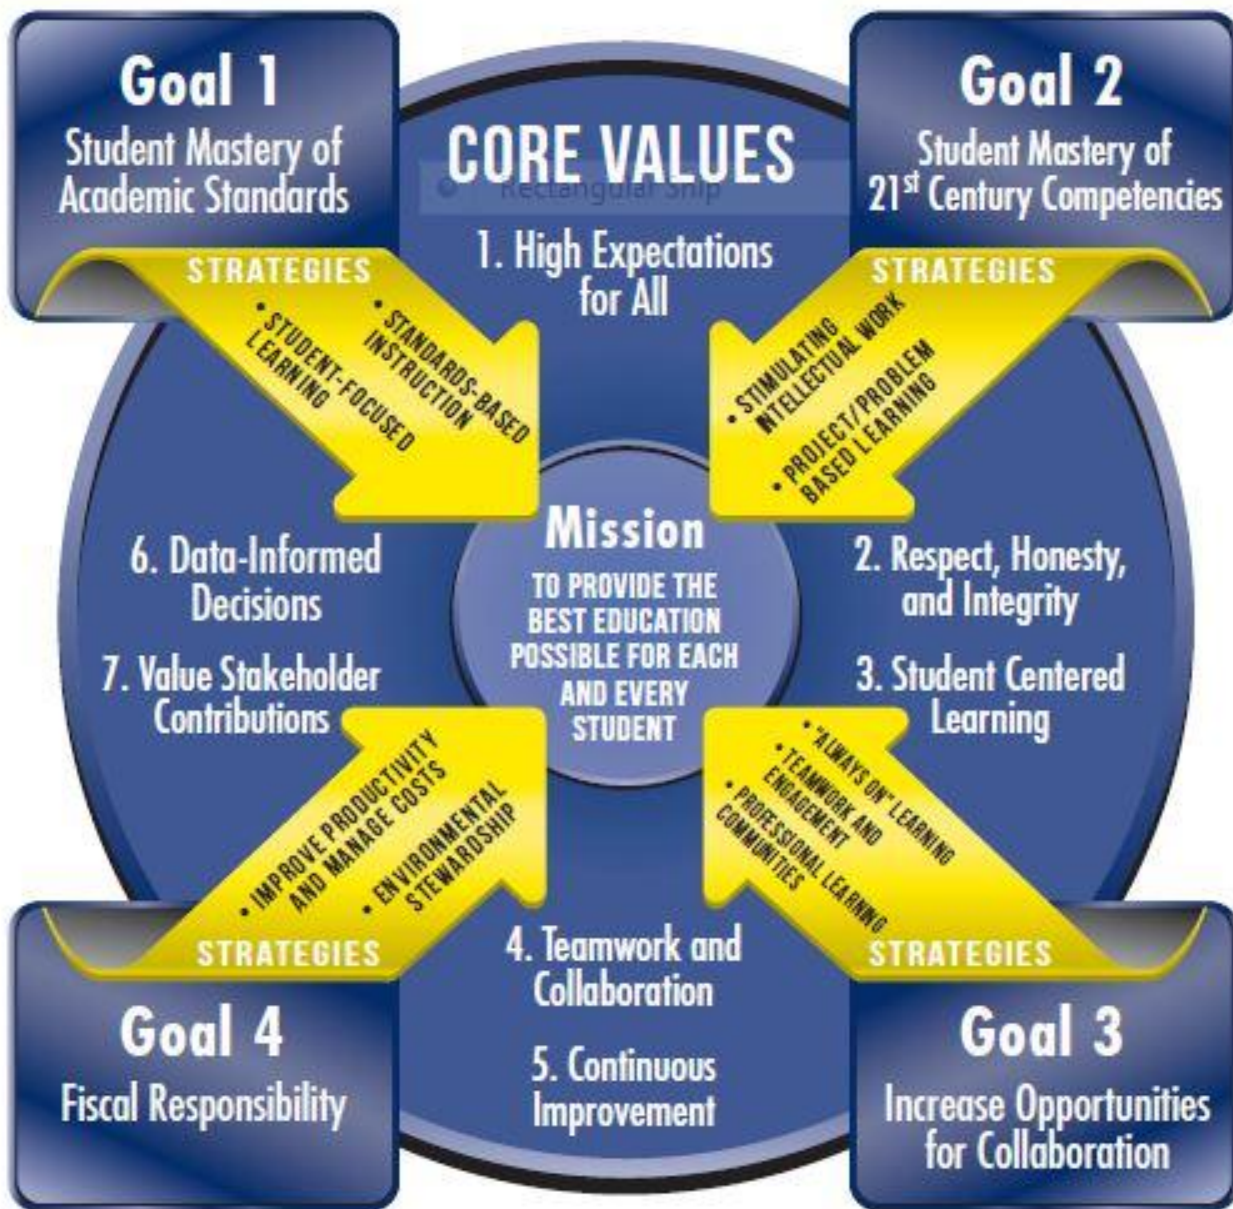 Goal 1
Student Mastery of
Academic Standards
STRATEGIES
• STUDENT-FOCUSED
LEARNING
• STANDARDS-BASED
INSTRUCTION
Goal 2
Student Mastery of
21st Century Competencies
STRATEGIES
• STIMULATING
NTELLECTUAL WORK
• PROJECT/PROBLEM
BASED LEARNING
CORE VALUES
Rectangular Snip
1. High Expectations
for All
2. Respect, Honesty,
and Integrity
3. Student Centered
Learning
4. Teamwork and
Collaboration
5. Continuous
Improvement
6. Data-Informed
Decisions
7. Value Stakeholder
Contributions
Mission
TO PROVIDE THE
BEST EDUCATION
POSSIBLE FOR EACH
AND EVERY
STUDENT
• "ALWAYS ON" LEARNING
• TEAMWORK AND
ENGAGEMENT
• PROFESSIONAL LEARNING
COMMUNITIES
STRATEGIES
Goal 3
Increase Opportunities
for Collaboration
• IMPROVE PRODUCTIVITY
AND MANAGE COSTS
• ENVIRONMENTAL
STEWARDSHIP
STRATEGIES
Goal 4
Fiscal Responsibility